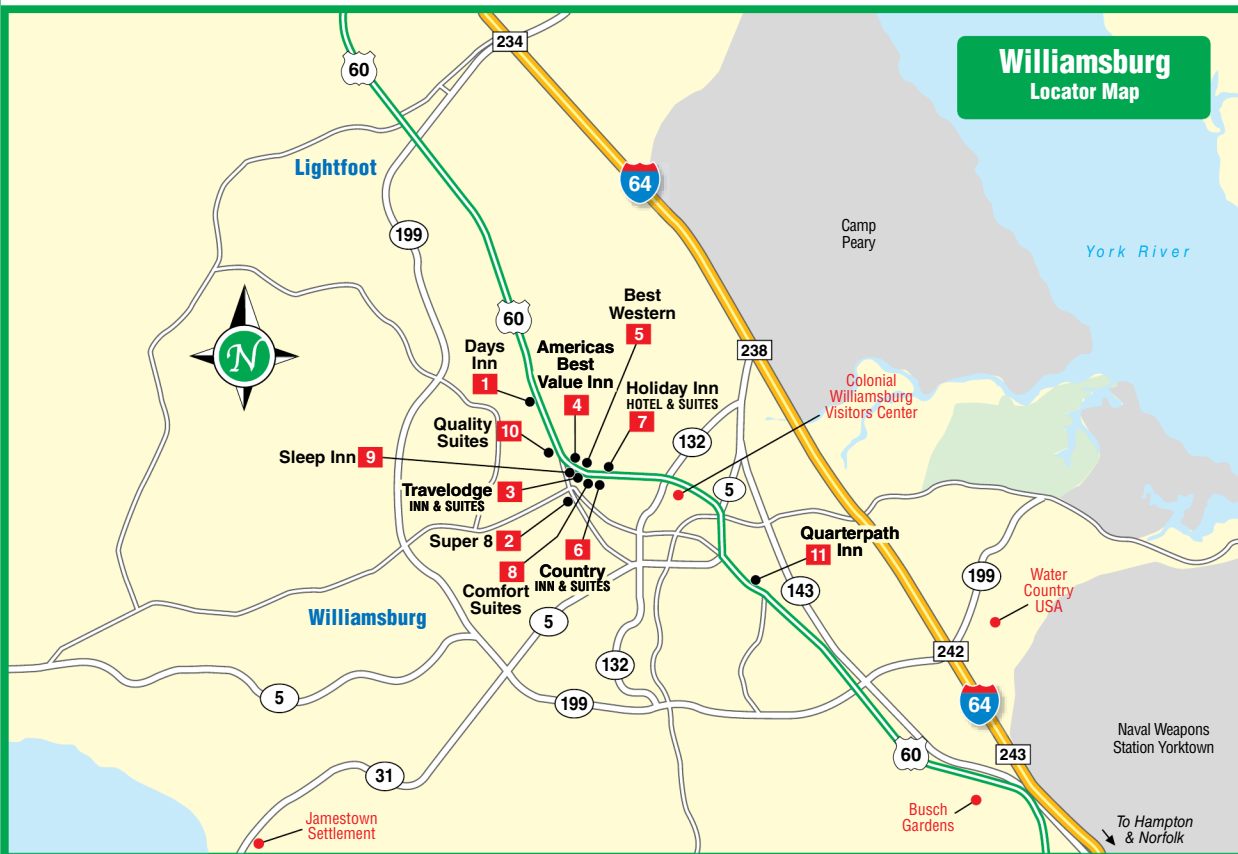 Williamsburg
Locator Map
234
60
Lightfoot
64
199
Camp
Peary
York River
N
60
Best
Western
5
Days
Inn
1
Americas
Best
Value Inn
4
238
Holiday Inn
HOTEL & SUITES
7
Colonial
Williamsburg
Visitors Center
Quality
Suites
10
132
Sleep Inn 9
Travelodge
INN & SUITES
3
5
Super 8 2
6
Country
INN & SUITES
8
Comfort
Suites
Quarterpath
Inn
11
143
199
Water
Country
USA
Williamsburg
5
132
242
5
199
64
Naval Weapons
Station Yorktown
60
243
31
Jamestown
Settlement
Busch
Gardens
To Hampton
& Norfolk